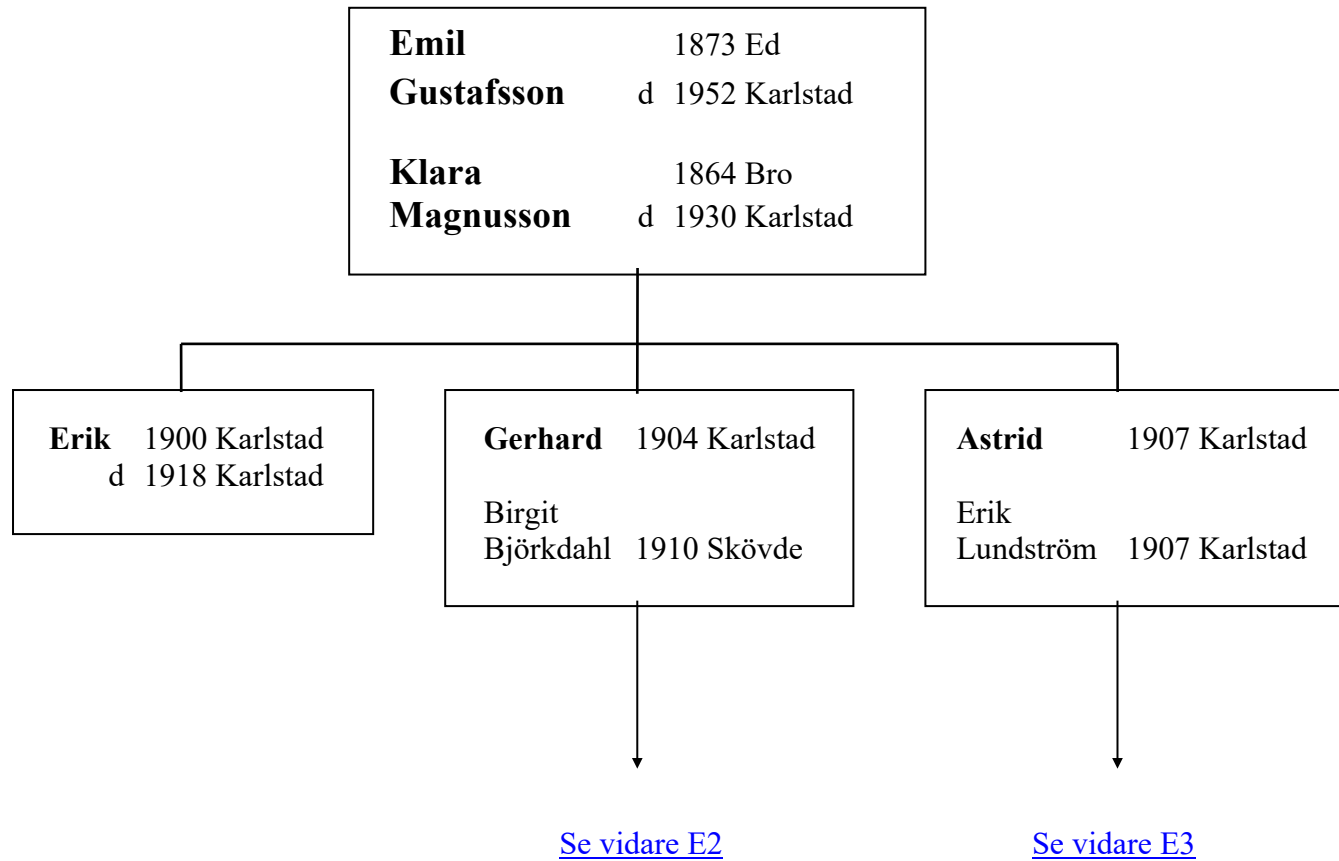 Emil 1873 Ed
Gustafsson d 1952 Karlstad
Klara 1864 Bro
Magnusson d 1930 Karlstad
Erik 1900 Karlstad
d 1918 Karlstad
Gerhard 1904 Karlstad
Birgit
Björkdahl 1910 Skövde
Astrid 1907 Karlstad
Erik
Lundström 1907 Karlstad
Se vidare E2
Se vidare E3